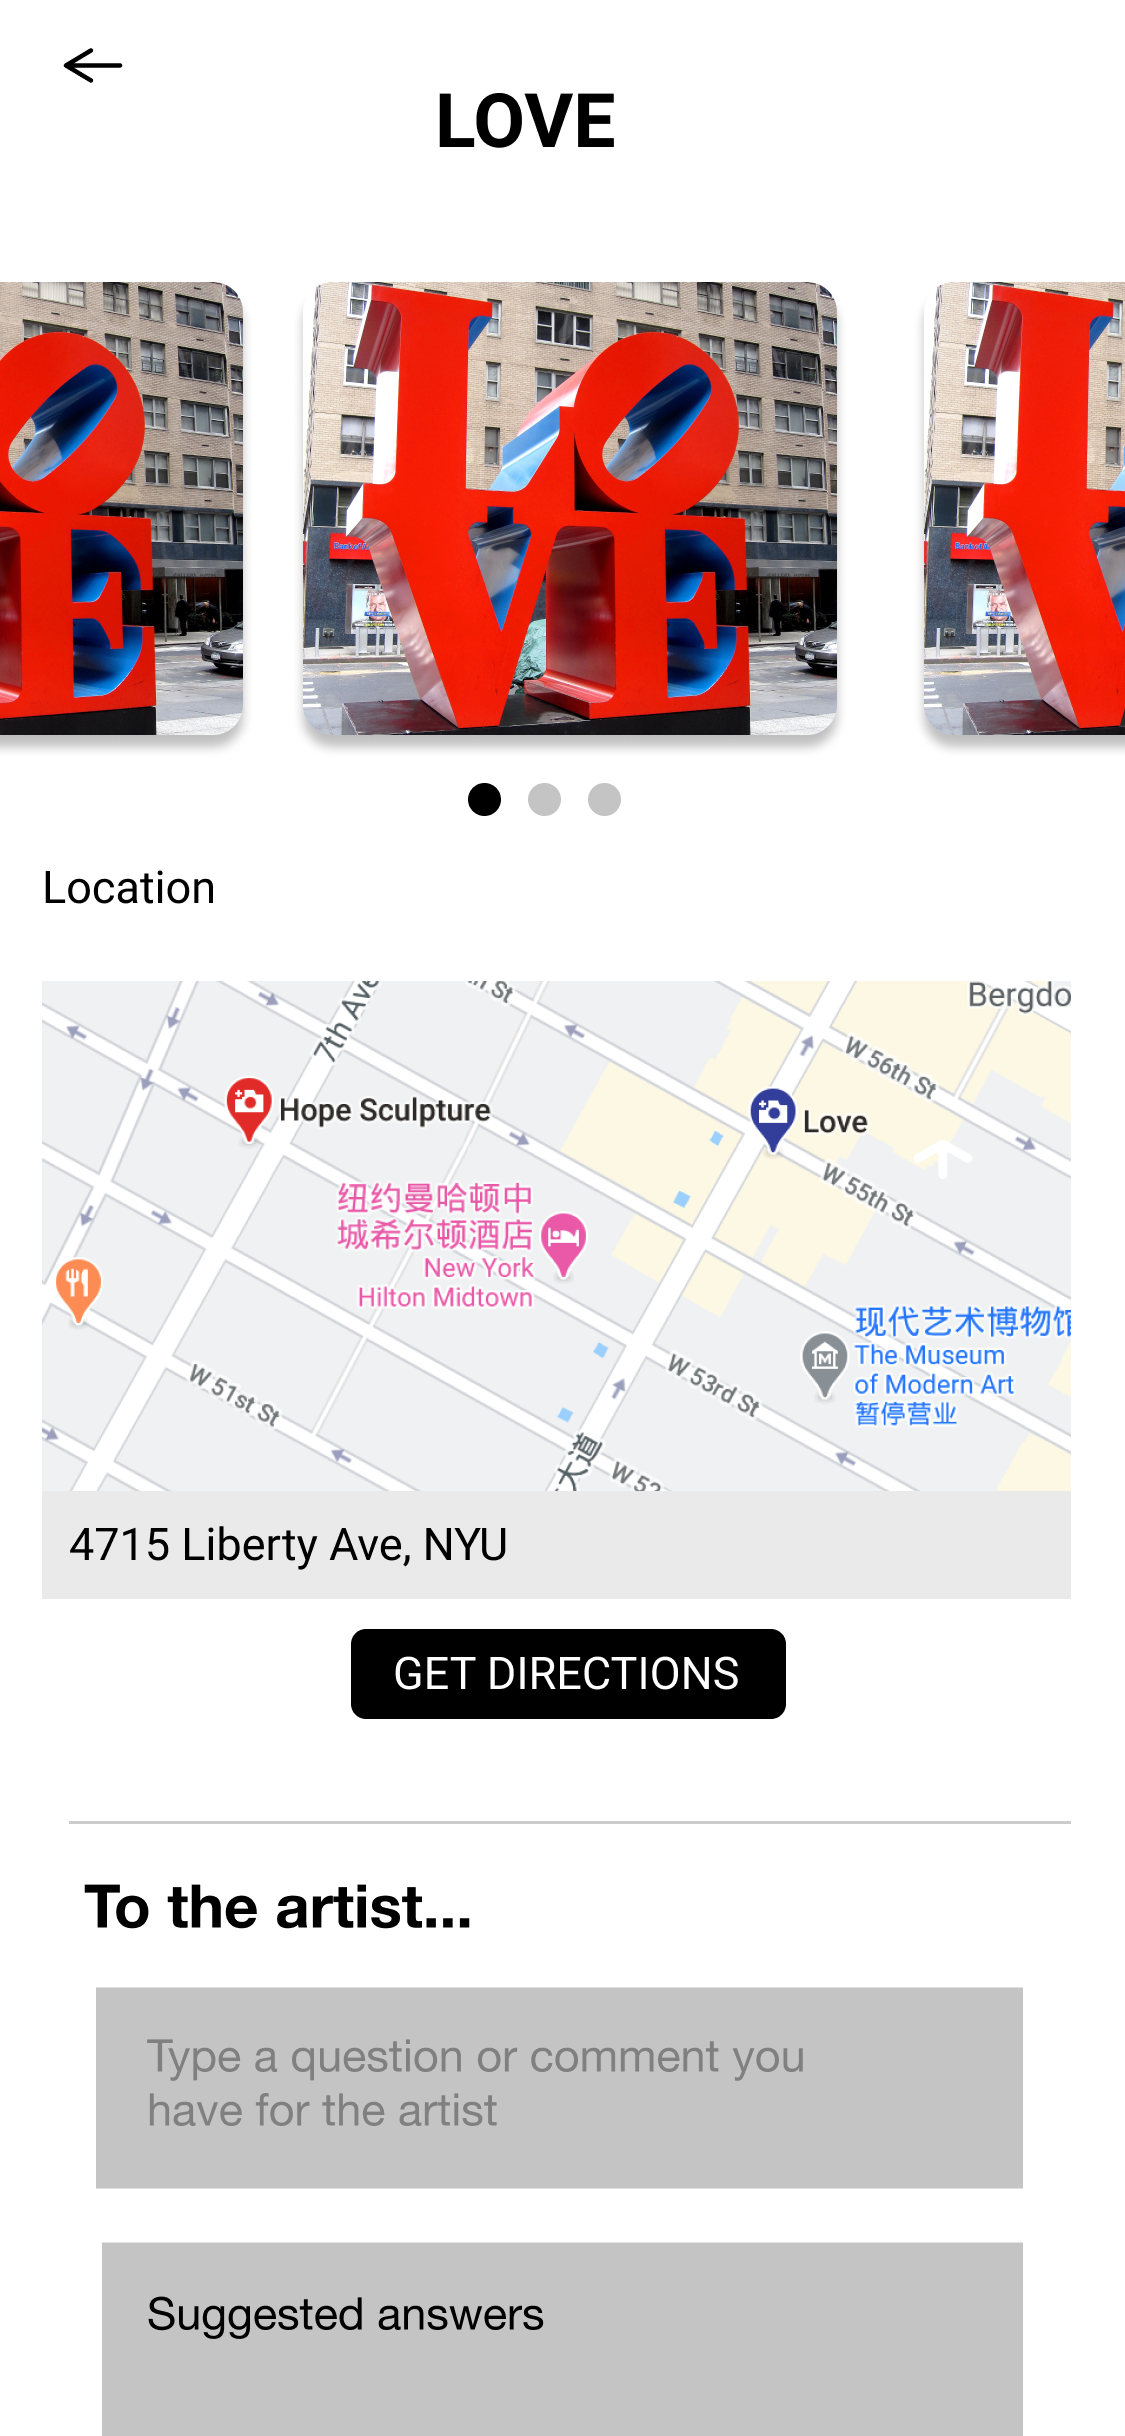 LOVE
LOVE
Location
Bergdo
7th Ave
W 56th St
Hope Sculpture
Love
W 55th St
纽约曼哈顿中
城希尔顿酒店
New York
Hilton Midtown
现代艺术博物馆
The Museum
of Modern Art
暂停营业
W 51st St
W 53rd St
大道
W 52
4715 Liberty Ave, NYU
GET DIRECTIONS
To the artist...
Type a question or comment you
have for the artist
Suggested answers